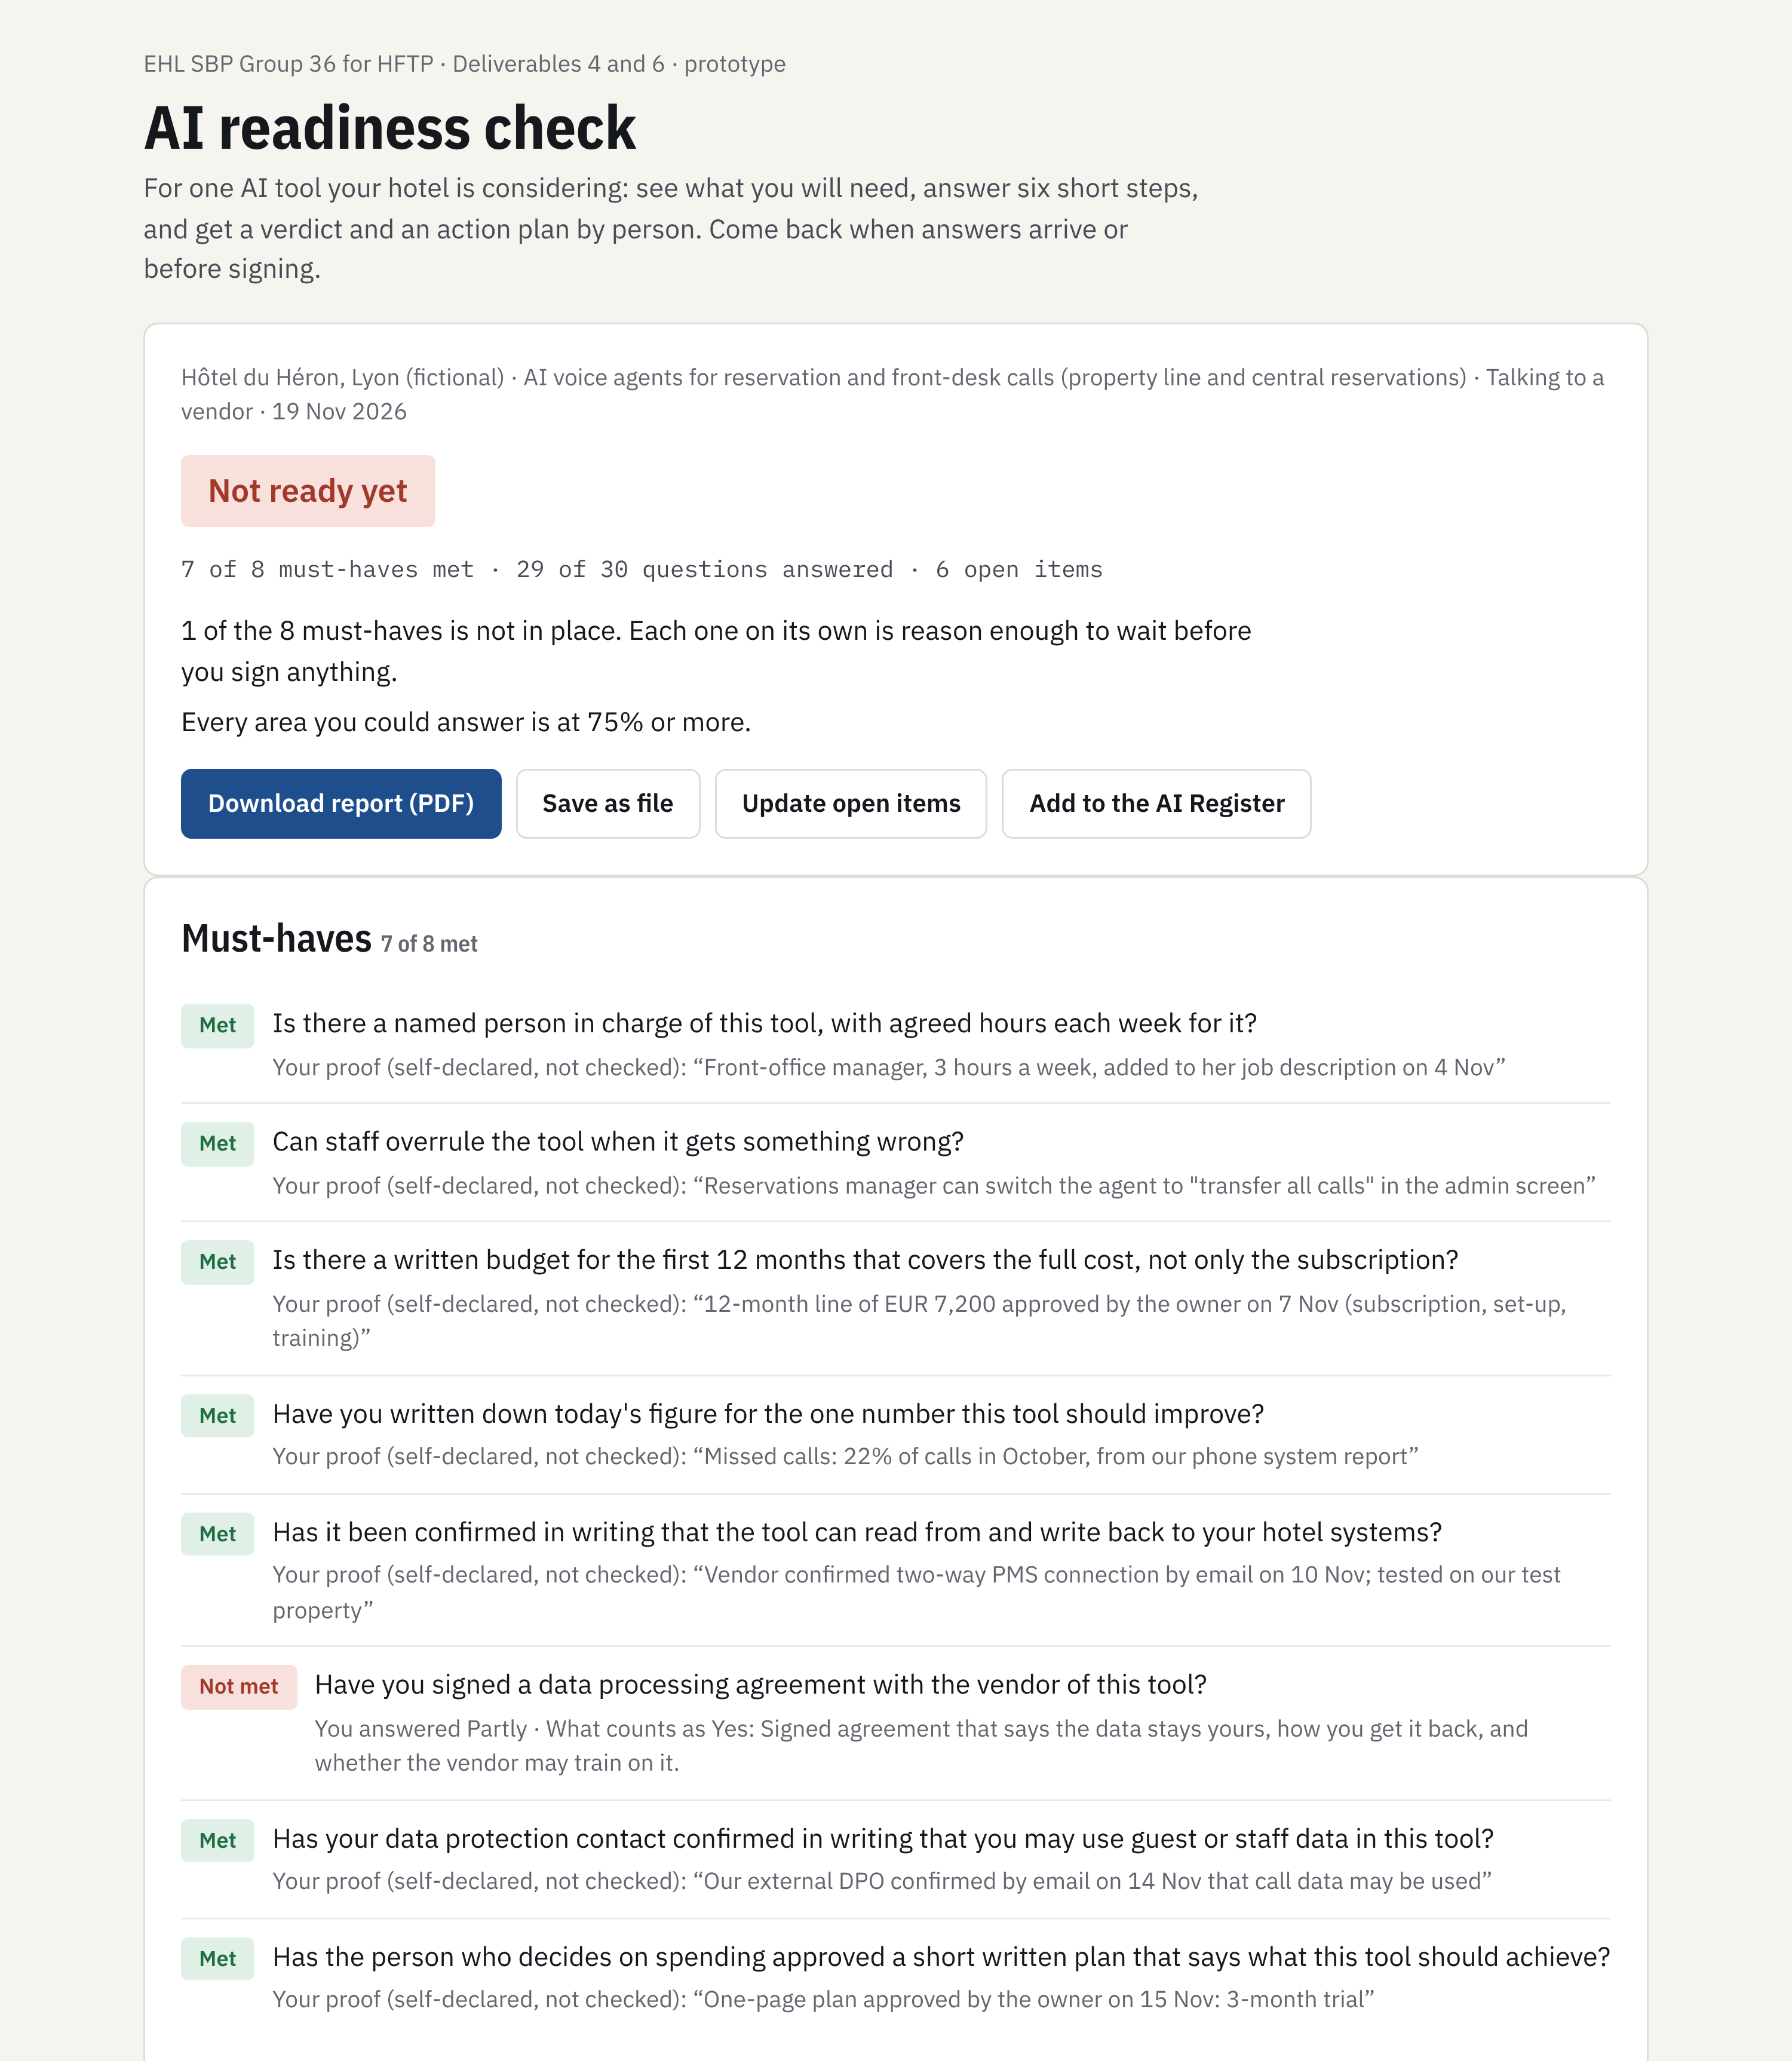 EHL SBP Group 36 for HFTP · Deliverables 4 and 6 · prototype
AI readiness check
For one AI tool your hotel is considering: see what you will need, answer six short steps,
and get a verdict and an action plan by person. Come back when answers arrive or
before signing.
Hôtel du Héron, Lyon (fictional) · AI voice agents for reservation and front-desk calls (property line and central reservations) · Talking to a
vendor · 19 Nov 2026
Not ready yet
7 of 8 must-haves met · 29 of 30 questions answered · 6 open items
1 of the 8 must-haves is not in place. Each one on its own is reason enough to wait before
you sign anything.
Every area you could answer is at 75% or more.
Download report (PDF) Save as file Update open items Add to the AI Register
Must-haves 7 of 8 met
Met Is there a named person in charge of this tool, with agreed hours each week for it?
Your proof (self-declared, not checked): “Front-office manager, 3 hours a week, added to her job description on 4 Nov”
Met Can staff overrule the tool when it gets something wrong?
Your proof (self-declared, not checked): “Reservations manager can switch the agent to "transfer all calls" in the admin screen”
Met Is there a written budget for the first 12 months that covers the full cost, not only the subscription?
Your proof (self-declared, not checked): “12-month line of EUR 7,200 approved by the owner on 7 Nov (subscription, set-up,
training)”
Met Have you written down today's figure for the one number this tool should improve?
Your proof (self-declared, not checked): “Missed calls: 22% of calls in October, from our phone system report”
Met Has it been confirmed in writing that the tool can read from and write back to your hotel systems?
Your proof (self-declared, not checked): “Vendor confirmed two-way PMS connection by email on 10 Nov; tested on our test
property”
Not met Have you signed a data processing agreement with the vendor of this tool?
You answered Partly · What counts as Yes: Signed agreement that says the data stays yours, how you get it back, and
whether the vendor may train on it.
Met Has your data protection contact confirmed in writing that you may use guest or staff data in this tool?
Your proof (self-declared, not checked): “Our external DPO confirmed by email on 14 Nov that call data may be used”
Met Has the person who decides on spending approved a short written plan that says what this tool should achieve?
Your proof (self-declared, not checked): “One-page plan approved by the owner on 15 Nov: 3-month trial”